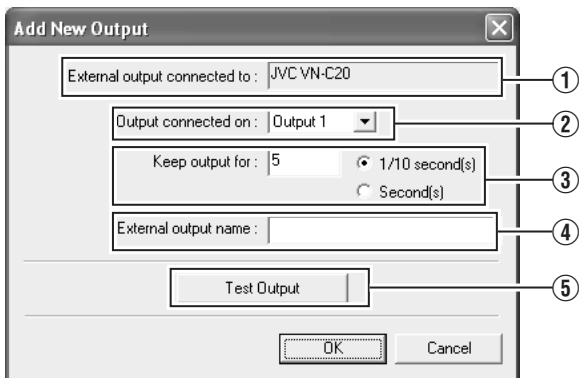 Add New Output
External output connected to : JVC VN-C20 ①
Output connected on : Output 1 ②
Keep output for : 5 1/10 second(s) ③
Second(s)
External output name : ④
Test Output ⑤
OK Cancel